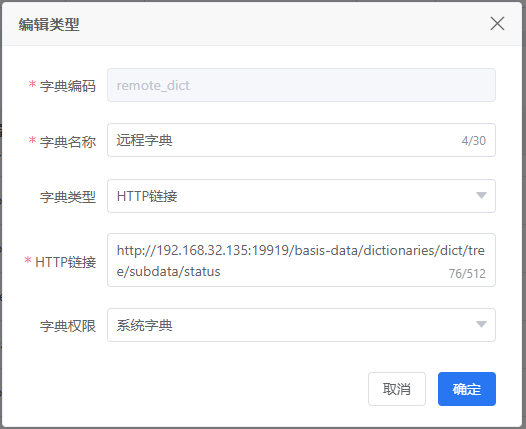 编辑类型
* 字典编码 remote_dict
* 字典名称 远程字典 4/30
字典类型 HTTP链接
* HTTP链接 http://192.168.32.135:19919/basis-data/dictionaries/dict/tre
e/subdata/status 76/512
字典权限 系统字典
取消 确定